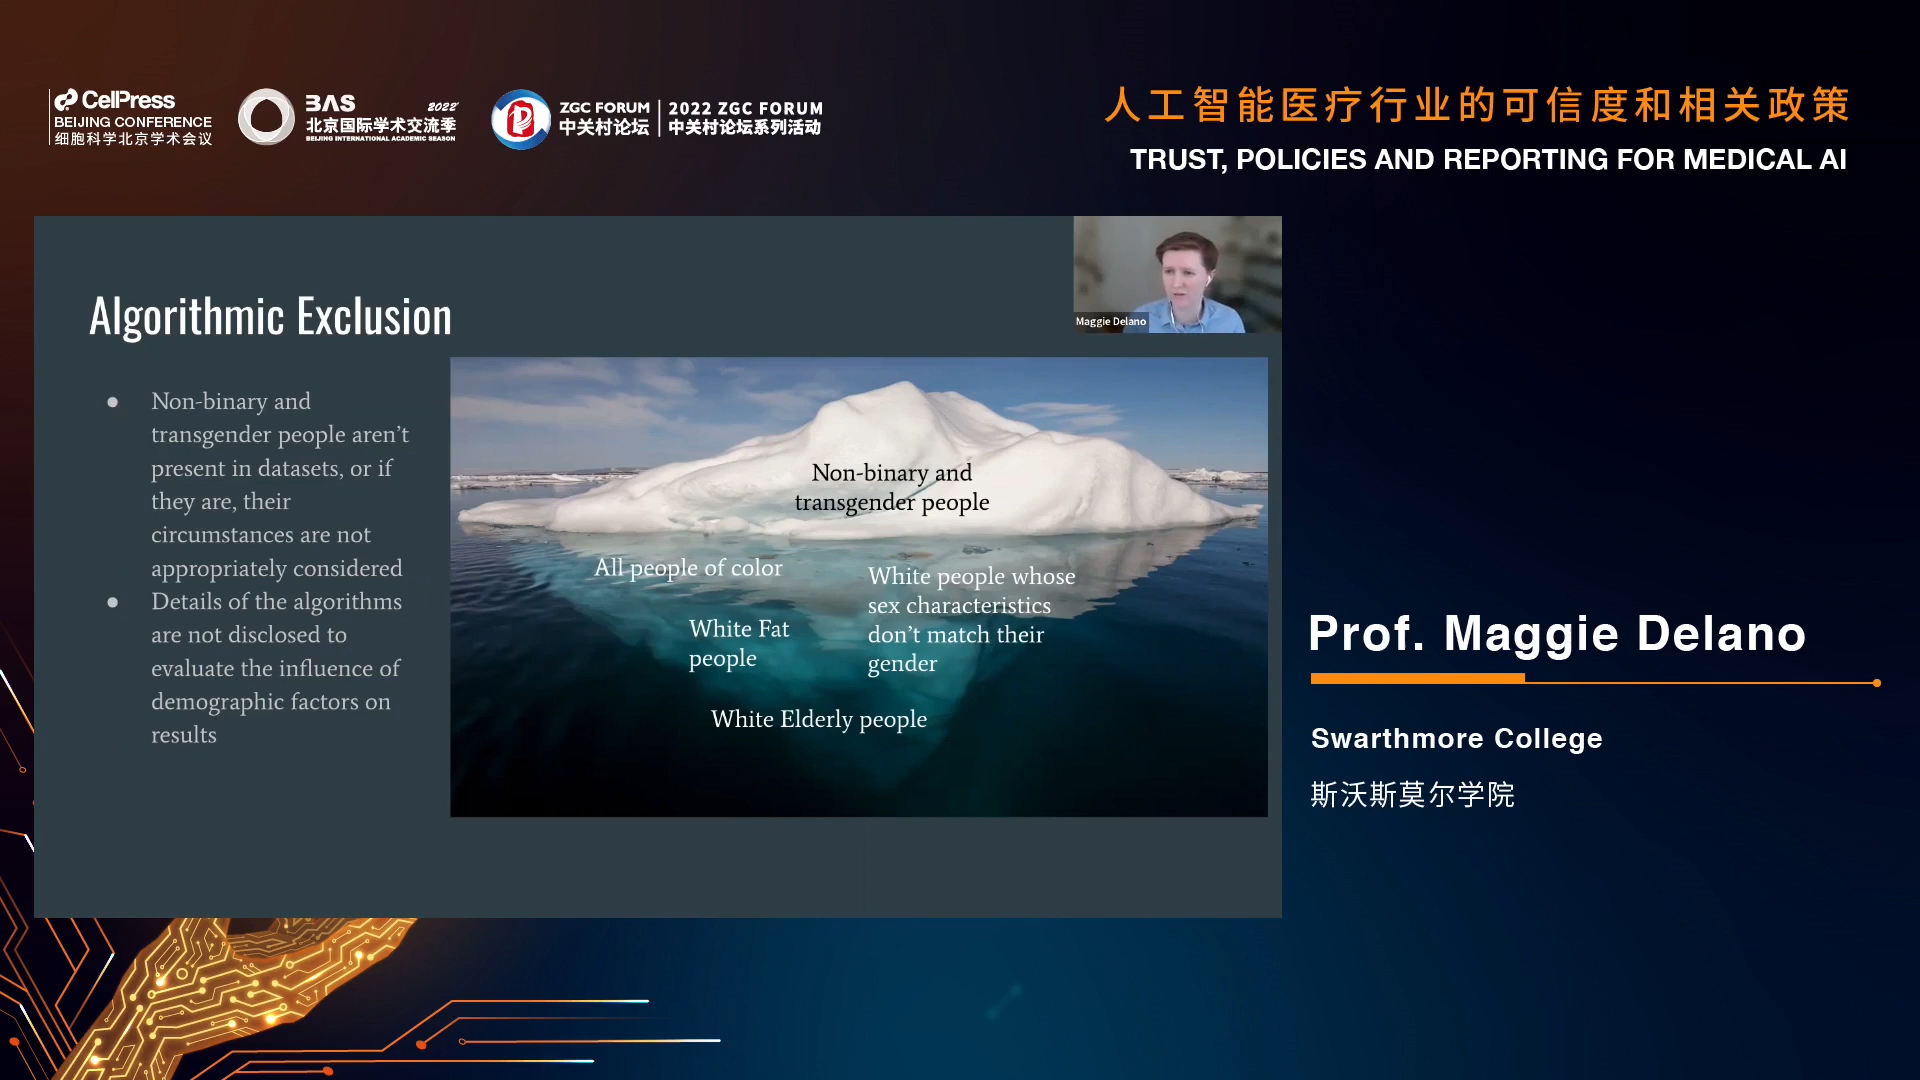 CellPress
BEIJING CONFERENCE
细胞科学北京学术会议
BAS 2022'
北京国际学术交流季
BEIJING INTERNATIONAL ACADEMIC SEASON
ZGC FORUM
中关村论坛
2022 ZGC FORUM
中关村论坛系列活动
人工智能医疗行业的可信度和相关政策
TRUST, POLICIES AND REPORTING FOR MEDICAL AI
Maggie Delano
Algorithmic Exclusion
● Non-binary and
transgender people aren’t
present in datasets, or if
they are, their
circumstances are not
appropriately considered
● Details of the algorithms
are not disclosed to
evaluate the influence of
demographic factors on
results
Non-binary and
transgender people
All people of color
White people whose
sex characteristics
don’t match their
gender
White Fat
people
White Elderly people
Prof. Maggie Delano
Swarthmore College
斯沃斯莫尔学院